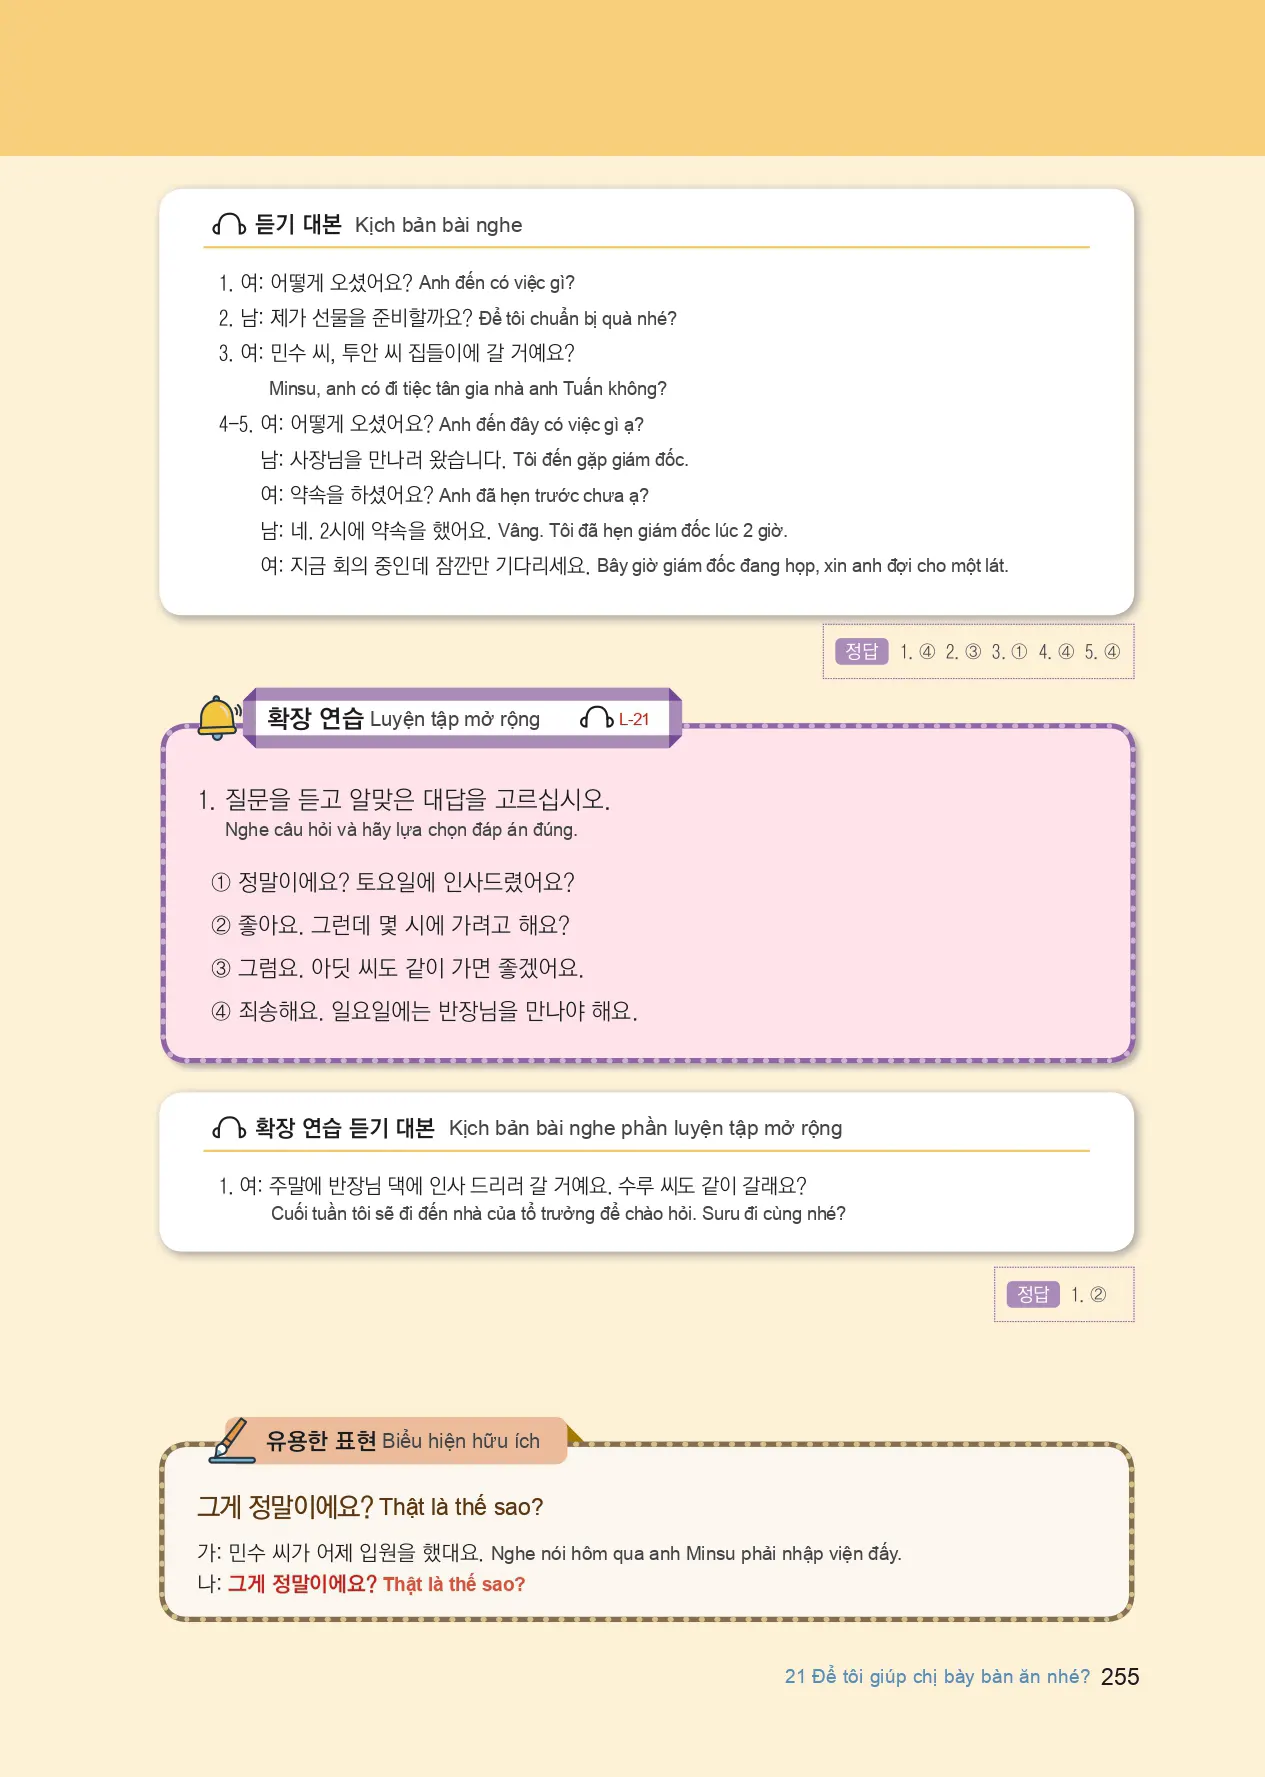 듣기 대본 Kịch bản bài nghe
1. 여: 어떻게 오셨어요? Anh đến có việc gì?
2. 남: 제가 선물을 준비할까요? Để tôi chuẩn bị quà nhé?
3. 여: 민수 씨, 투안 씨 집들이에 갈 거예요?
Minsu, anh có đi tiệc tân gia nhà anh Tuấn không?
4-5. 여: 어떻게 오셨어요? Anh đến đây có việc gì ạ?
남: 사장님을 만나러 왔습니다. Tôi đến gặp giám đốc.
여: 약속을 하셨어요? Anh đã hẹn trước chưa ạ?
남: 네. 2시에 약속을 했어요. Vâng. Tôi đã hẹn giám đốc lúc 2 giờ.
여: 지금 회의 중인데 잠깐만 기다리세요. Bây giờ giám đốc đang họp, xin anh đợi cho một lát.
정답 1. ④ 2. ③ 3. ① 4. ④ 5. ④
확장 연습 Luyện tập mở rộng L-21
1. 질문을 듣고 알맞은 대답을 고르십시오.
Nghe câu hỏi và hãy lựa chọn đáp án đúng.
① 정말이에요? 토요일에 인사드렸어요?
② 좋아요. 그런데 몇 시에 가려고 해요?
③ 그럼요. 아딧 씨도 같이 가면 좋겠어요.
④ 죄송해요. 일요일에는 반장님을 만나야 해요.
확장 연습 듣기 대본 Kịch bản bài nghe phần luyện tập mở rộng
1. 여: 주말에 반장님 댁에 인사 드리러 갈 거예요. 수루 씨도 같이 갈래요?
Cuối tuần tôi sẽ đi đến nhà của tổ trưởng để chào hỏi. Suru đi cùng nhé?
정답 1. ②
유용한 표현 Biểu hiện hữu ích
그게 정말이에요? Thật là thế sao?
가: 민수 씨가 어제 입원을 했대요. Nghe nói hôm qua anh Minsu phải nhập viện đấy.
나: 그게 정말이에요? Thật là thế sao?
21 Để tôi giúp chị bày bàn ăn nhé? 255